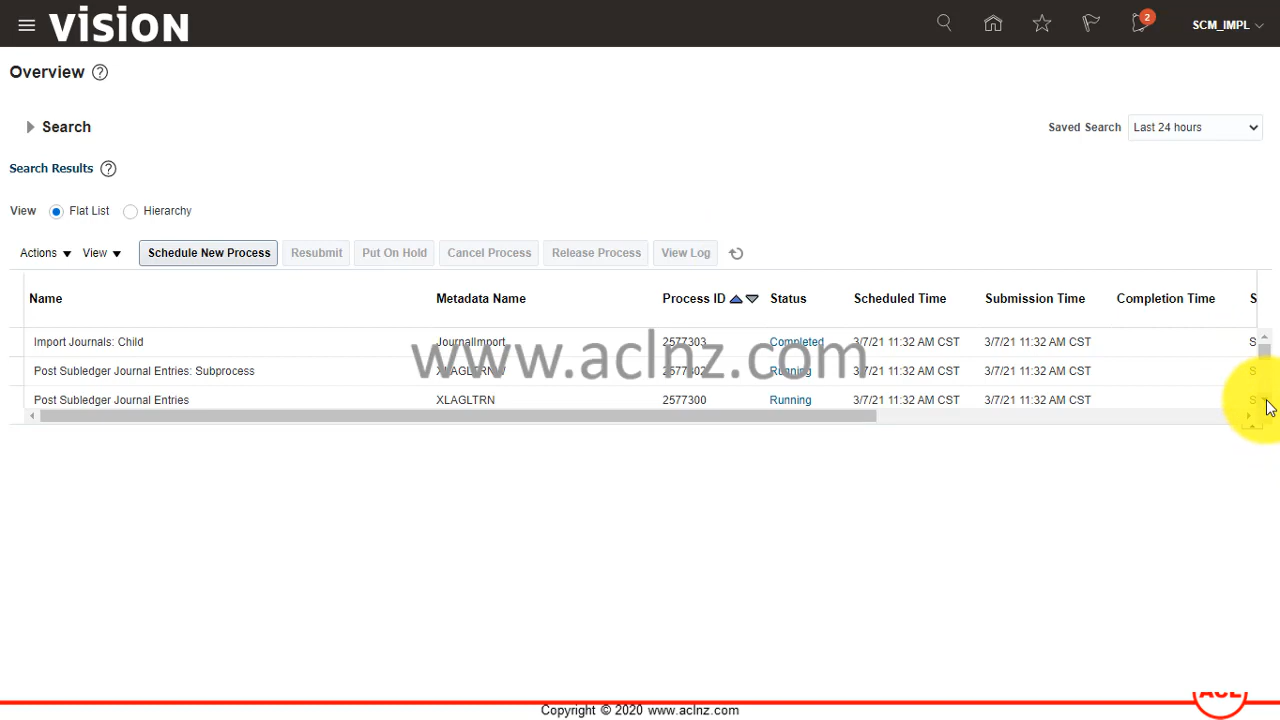 vision
2
SCM_IMPL
Overview ?
Search
Saved Search Last 24 hours
Search Results ?
View Flat List Hierarchy
Actions View Schedule New Process Resubmit Put On Hold Cancel Process Release Process View Log
Name Metadata Name Process ID Status Scheduled Time Submission Time Completion Time S
Import Journals: Child JournalImport 2577303 Completed 3/7/21 11:32 AM CST 3/7/21 11:32 AM CST S
www.aclnz.com
Post Subledger Journal Entries: Subprocess Running 3/7/21 11:32 AM CST 3/7/21 11:32 AM CST S
Post Subledger Journal Entries XLAGLTRN 2577300 Running 3/7/21 11:32 AM CST 3/7/21 11:32 AM CST S
ACL
Copyright © 2020 www.aclnz.com